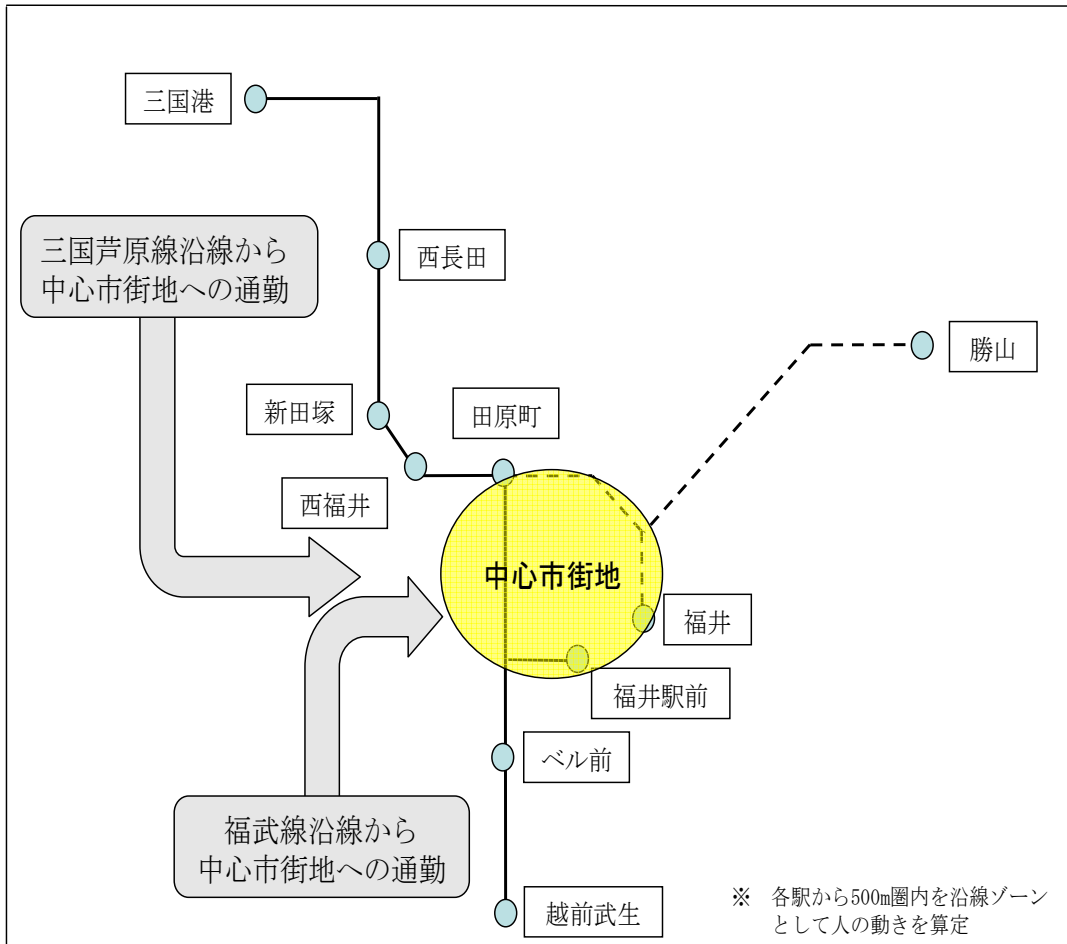 三国港
西長田
三国芦原線沿線から
中心市街地への通勤
勝山
新田塚
田原町
西福井
中心市街地
福井
福井駅前
ベル前
福武線沿線から
中心市街地への通勤
越前武生
※ 各駅から500m圏内を沿線ゾーン
として人の動きを算定